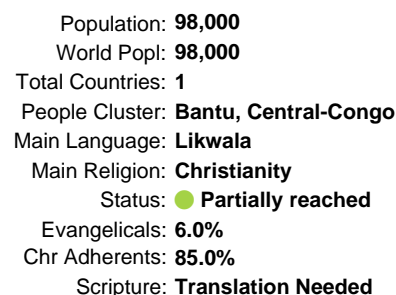 Population: 98,000
World Popl: 98,000
Total Countries: 1
People Cluster: Bantu, Central-Congo
Main Language: Likwala
Main Religion: Christianity
Status: Partially reached
Evangelicals: 6.0%
Chr Adherents: 85.0%
Scripture: Translation Needed